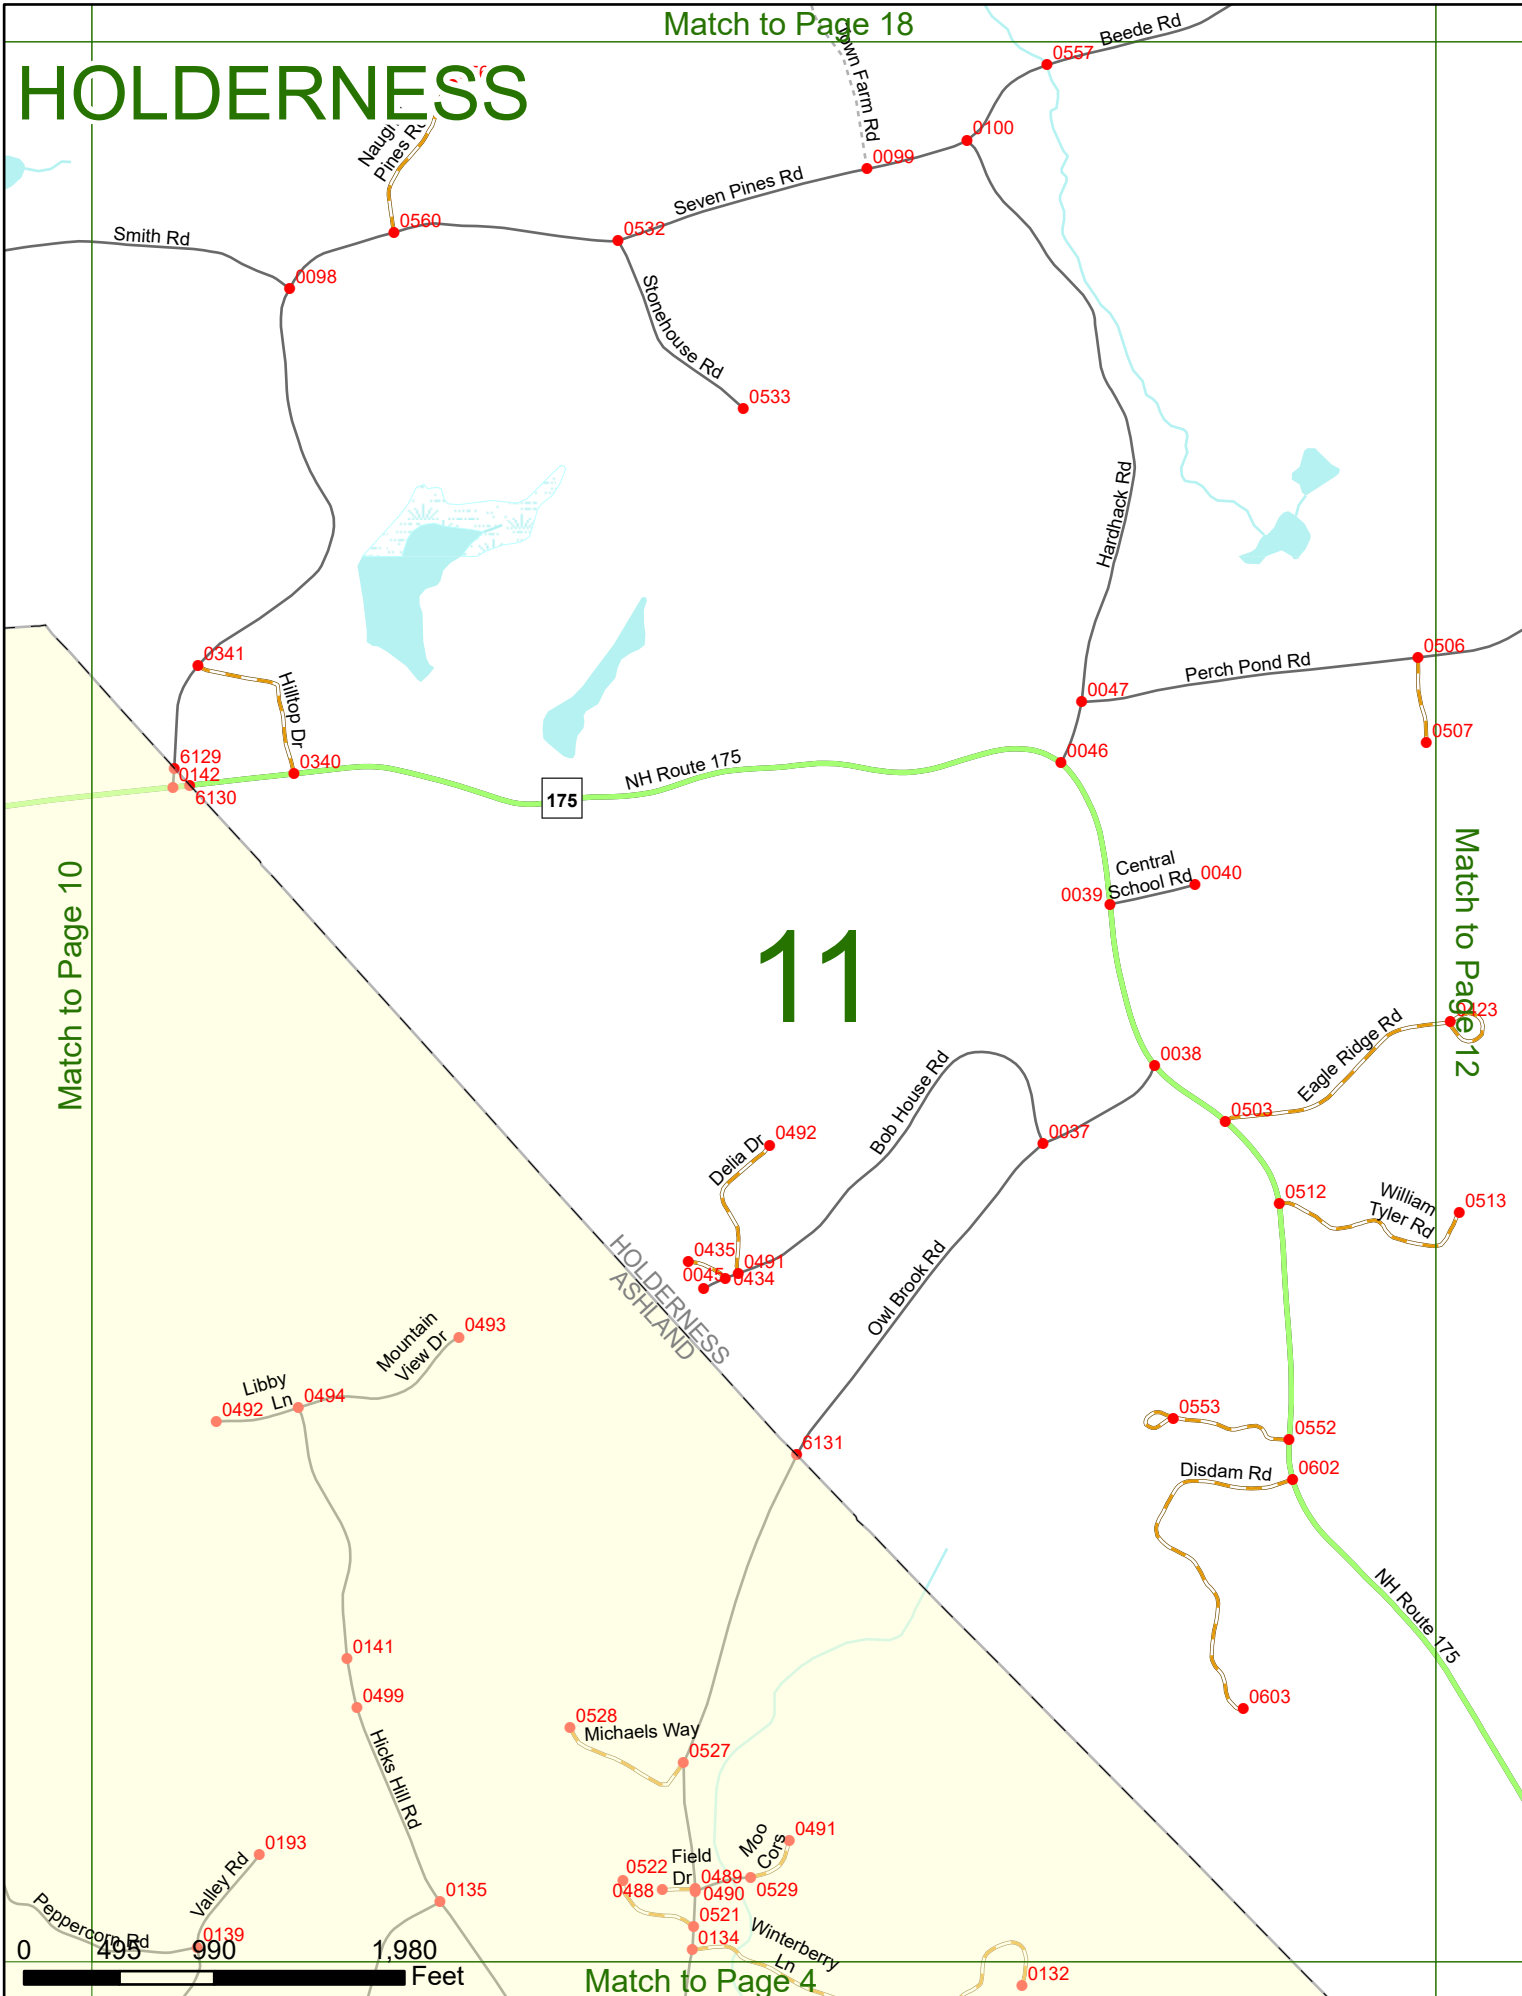 Match to Page 18
HOLDERNESS
Beede Rd
0557
Town Farm Rd
0100
0099
Pines Rd
Seven Pines Rd
0560
0532
Smith Rd
0098
Stonehouse Rd
0533
Hardhack Rd
0506
0341
Perch Pond Rd
Hilltop Dr
0047
0507
6129
0142
6130
0340
NH Route 175
0046
175
Match to Page 10
Match to Page 12
Central
School Rd
0040
0039
11
0423
Eagle Ridge Rd
0038
0503
Bob House Rd
0037
0492
Delia Dr
0512
William
Tyler Rd
0513
0435
0491
0045
0434
HOLDERNESS
ASHLAND
Owl Brook Rd
Mountain
View Dr
0493
Libby
Ln
0494
0492
0553
0552
6131
Disdam Rd
0602
NH Route 175
0141
0499
0603
0528
Michaels Way
0527
Hicks Hill Rd
Moo
Cors
0491
0193
Valley Rd
Field
Dr
0522
0488
0489
0490
0529
0135
Peppercorn Rd
0139
0521
0134
Winterberry
Ln
0132
0
495
990
1,980
Feet
Match to Page 4